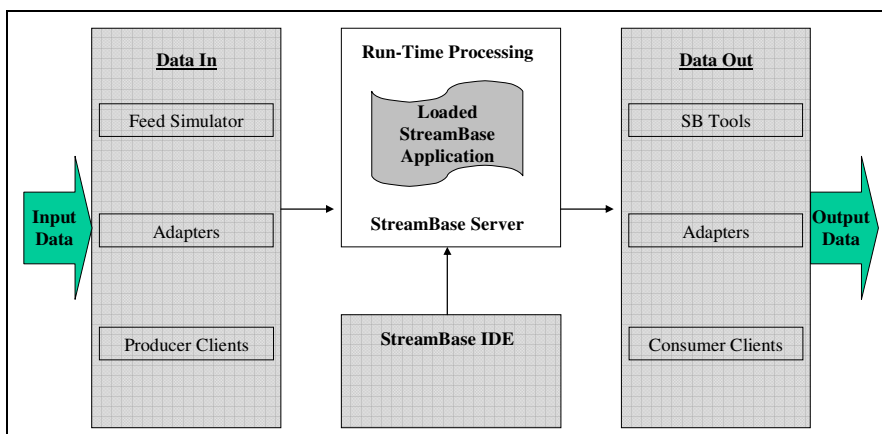 Data In
Feed Simulator
Adapters
Producer Clients
Input
Data
Run-Time Processing
Loaded
StreamBase
Application
StreamBase Server
StreamBase IDE
Data Out
SB Tools
Adapters
Consumer Clients
Output
Data